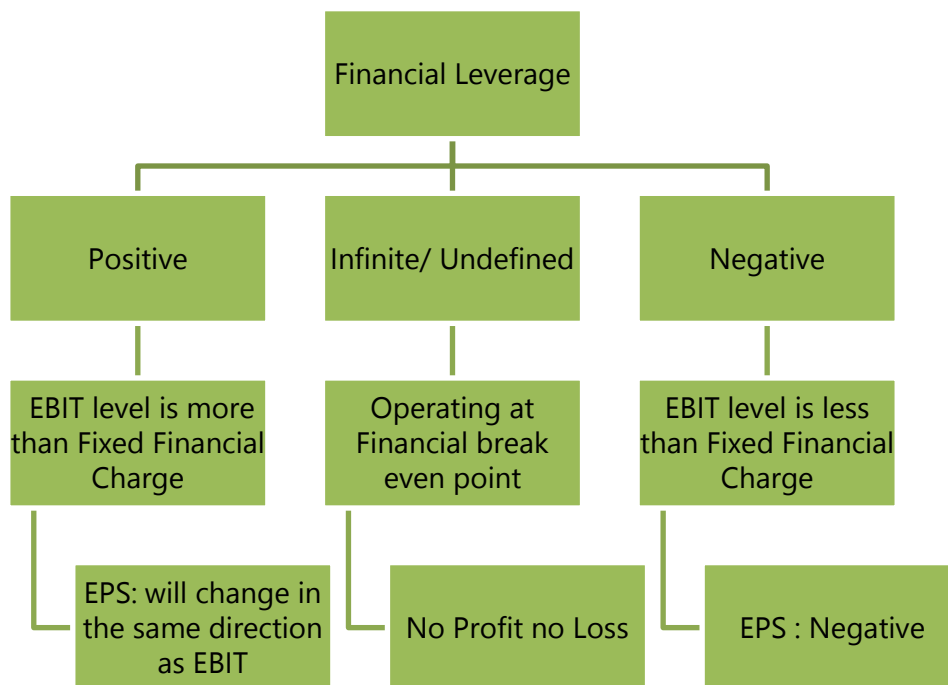 Financial Leverage
Positive
Infinite/ Undefined
Negative
EBIT level is more
than Fixed Financial
Charge
Operating at
Financial break
even point
EBIT level is less
than Fixed Financial
Charge
EPS: will change in
the same direction
as EBIT
No Profit no Loss
EPS : Negative